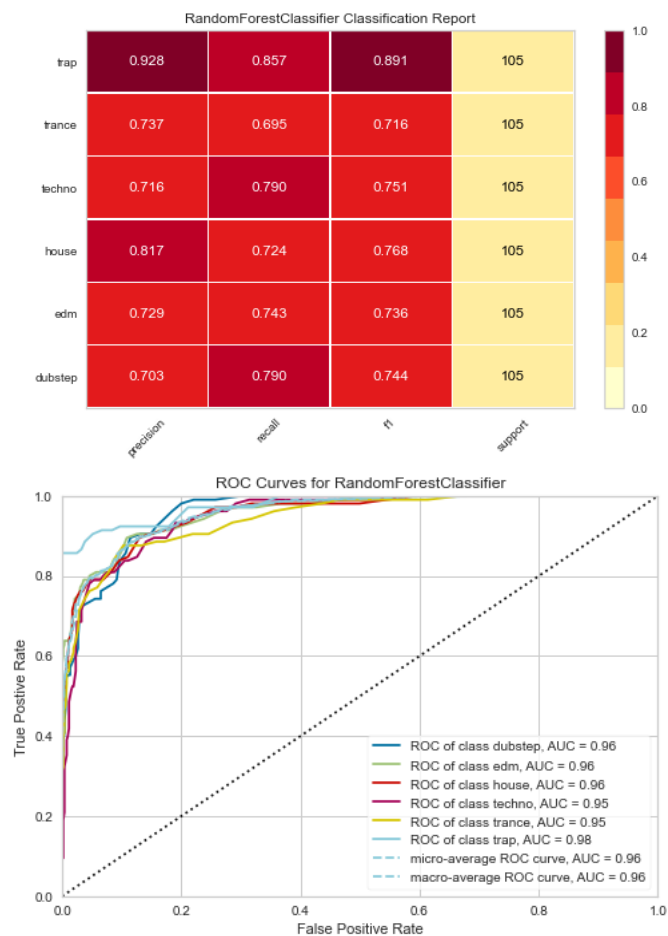 RandomForestClassifier Classification Report
trap 0.928 0.857 0.891 105
trance 0.737 0.695 0.716 105
techno 0.716 0.790 0.751 105
house 0.817 0.724 0.768 105
edm 0.729 0.743 0.736 105
dubstep 0.703 0.790 0.744 105
precision recall f1 support
1.0
0.8
0.6
0.4
0.2
0.0
ROC Curves for RandomForestClassifier
True Postive Rate
1.0
0.8
0.6
0.4
0.2
0.0
ROC of class dubstep, AUC = 0.96
ROC of class edm, AUC = 0.96
ROC of class house, AUC = 0.96
ROC of class techno, AUC = 0.95
ROC of class trance, AUC = 0.95
ROC of class trap, AUC = 0.98
micro-average ROC curve, AUC = 0.96
macro-average ROC curve, AUC = 0.96
0.0 0.2 0.4 0.6 0.8 1.0
False Positive Rate